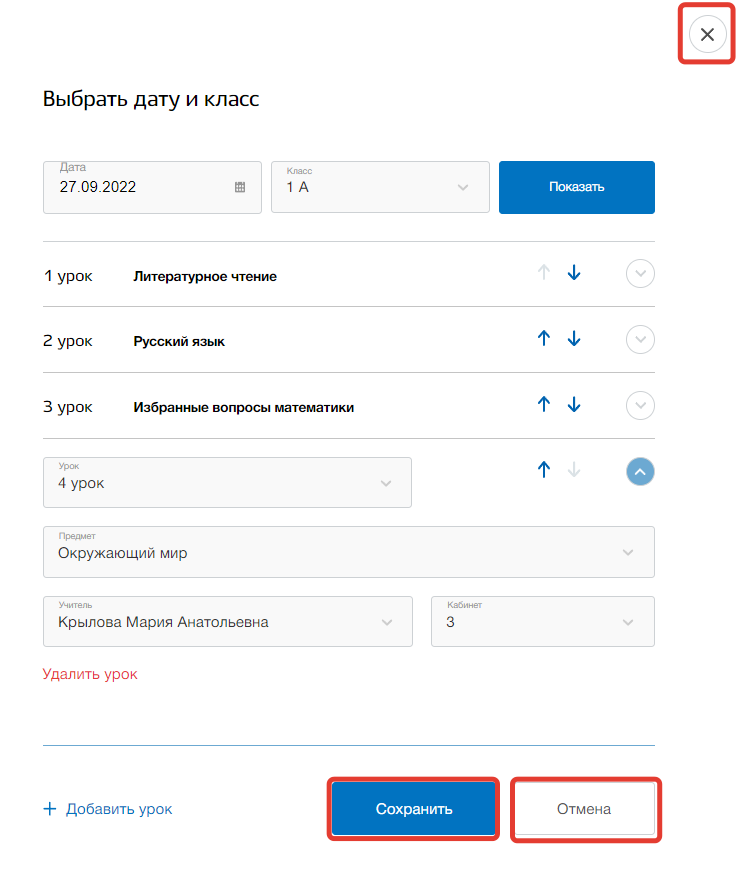 Выбрать дату и класс
Дата
27.09.2022
Класс
1 А
Показать
1 урок Литературное чтение
2 урок Русский язык
3 урок Избранные вопросы математики
Урок
4 урок
Предмет
Окружающий мир
Учитель
Крылова Мария Анатольевна
Кабинет
3
Удалить урок
+ Добавить урок
Сохранить
Отмена